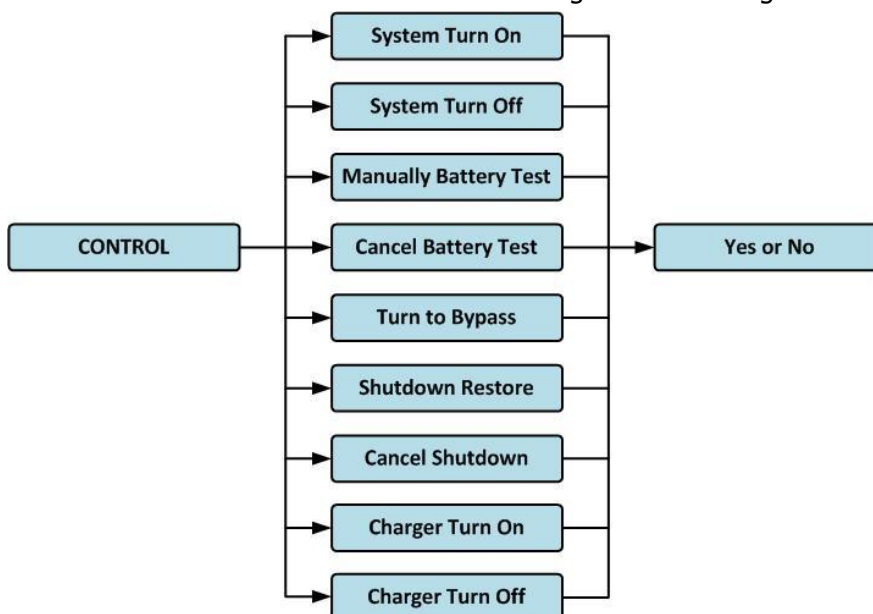 System Turn On
System Turn Off
Manually Battery Test
CONTROL
Cancel Battery Test
Yes or No
Turn to Bypass
Shutdown Restore
Cancel Shutdown
Charger Turn On
Charger Turn Off